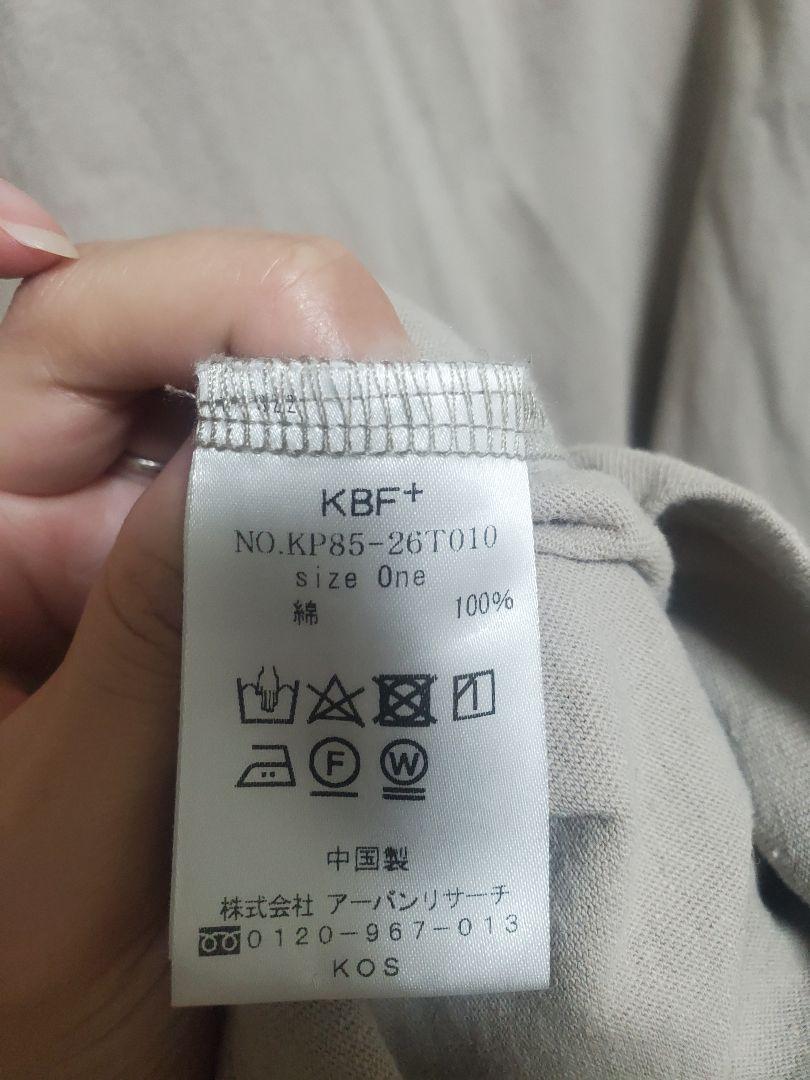 KBF+
NO.KP85-26T010
size One
綿 100%
F W
中国製
株式会社 アーバンリサーチ
0120-967-013
KOS